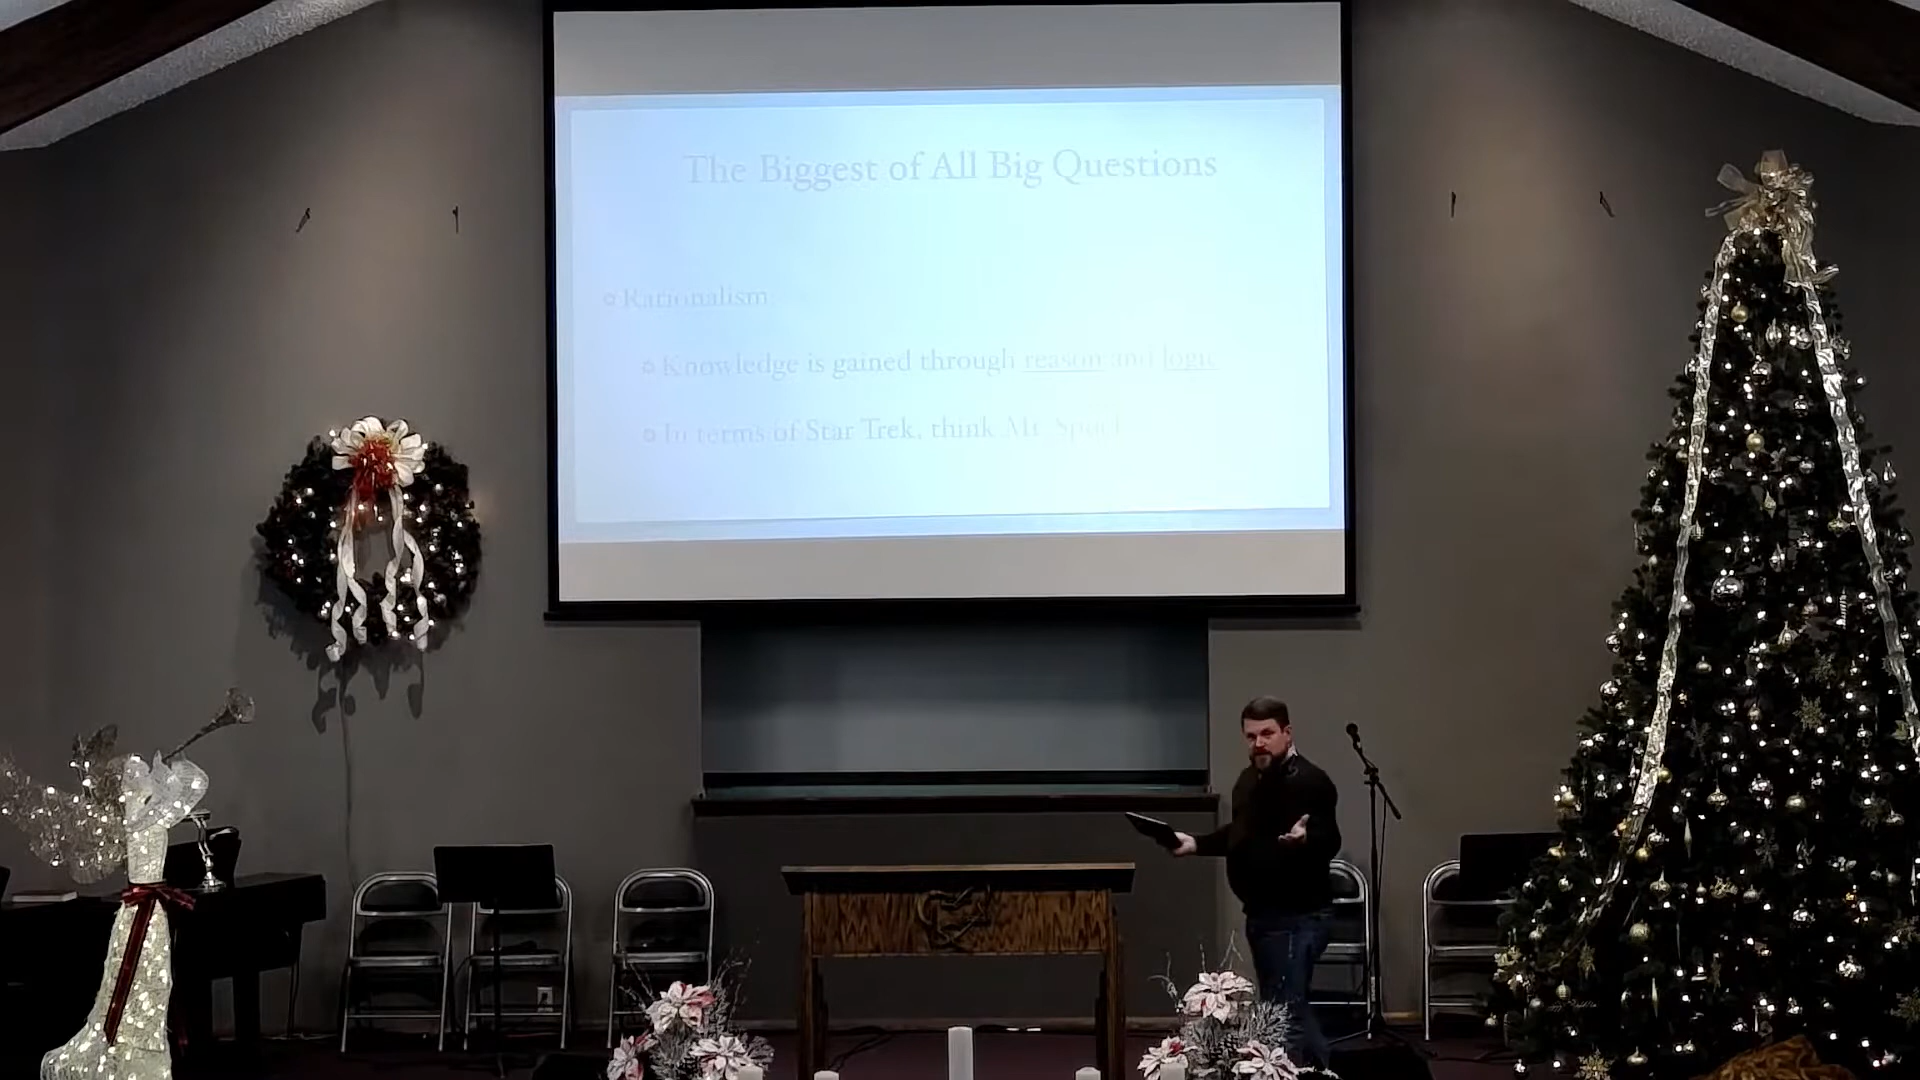 The Biggest of All Big Questions
Rationalism
Knowledge is gained through reason and logic
In terms of Star Trek, think Mr. Spock